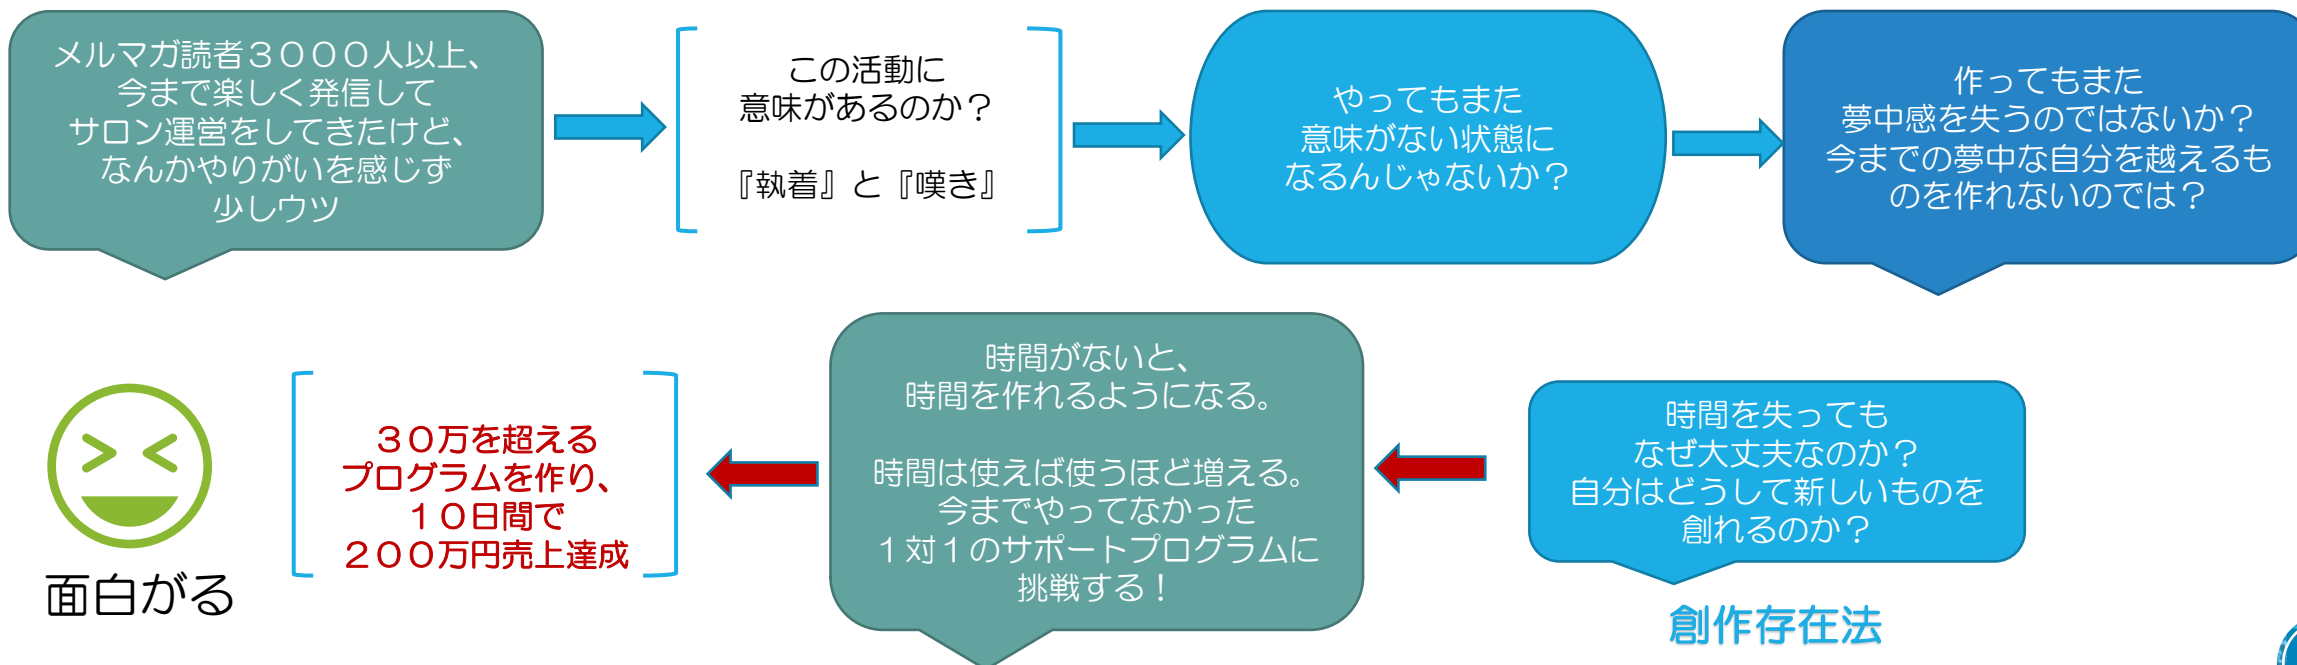 メルマガ読者３０００人以上、
今まで楽しく発信して
サロン運営をしてきたけど、
なんかやりがいを感じず
少しウツ
この活動に
意味があるのか？
『執着』と『嘆き』
やってもまた
意味がない状態に
なるんじゃないか？
作ってもまた
夢中感を失うのではないか？
今までの夢中な自分を越えるも
のを作れないのでは？
時間を失っても
なぜ大丈夫なのか？
自分はどうして新しいものを
創れるのか？
創作存在法
時間がないと、
時間を作れるようになる。
時間は使えば使うほど増える。
今までやってなかった
１対１のサポートプログラムに
挑戦する！
３０万を超える
プログラムを作り、
１０日間で
２００万円売上達成
面白がる